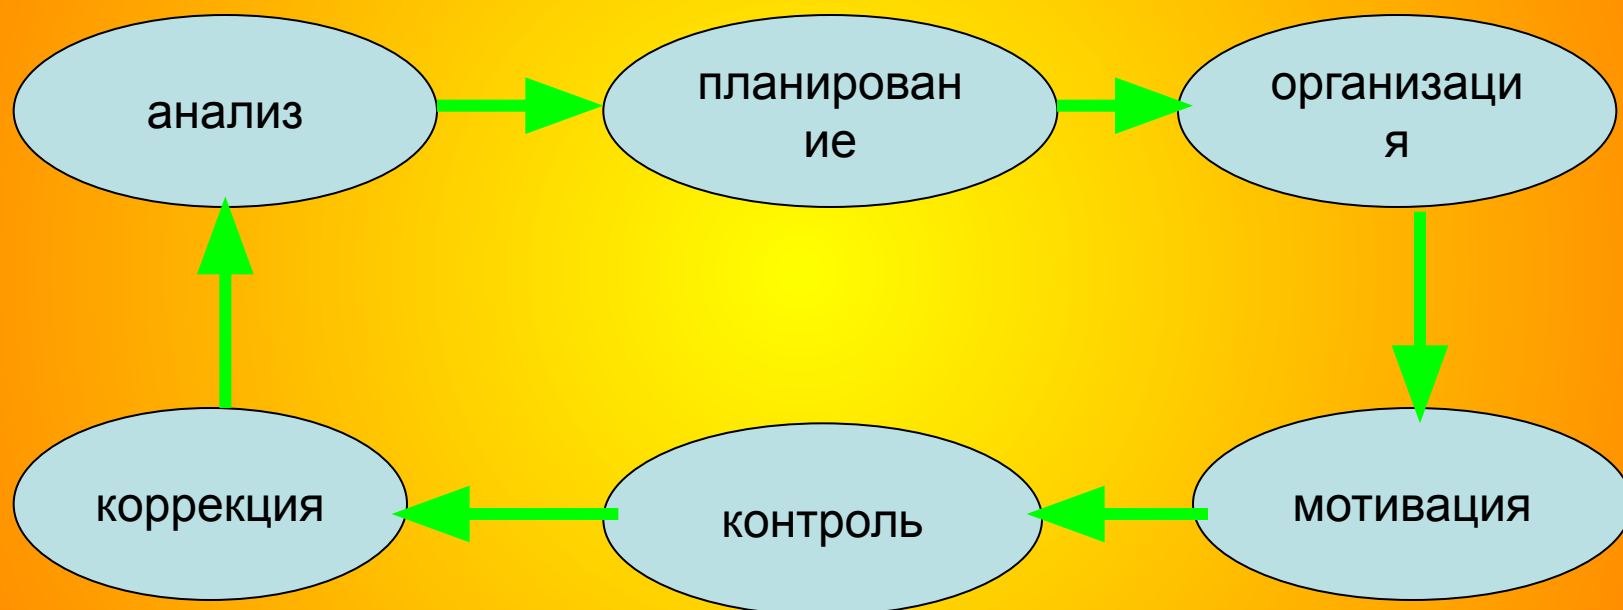 анализ
планирован
ие
организаци
я
коррекция
контроль
мотивация